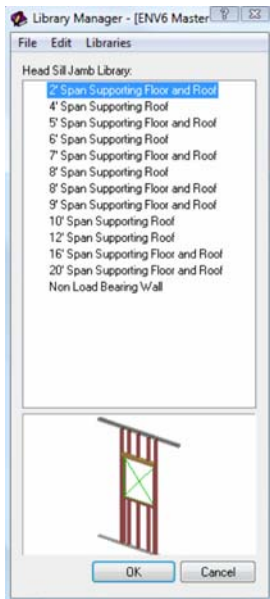 Library Manager - [ENV6 Master
File Edit Libraries
Head Sill Jamb Library:
2' Span Supporting Floor and Roof
4' Span Supporting Roof
5' Span Supporting Floor and Roof
6' Span Supporting Roof
7' Span Supporting Floor and Roof
8' Span Supporting Roof
8' Span Supporting Floor and Roof
9' Span Supporting Floor and Roof
10' Span Supporting Roof
12' Span Supporting Roof
16' Span Supporting Floor and Roof
20' Span Supporting Floor and Roof
Non Load Bearing Wall
OK Cancel